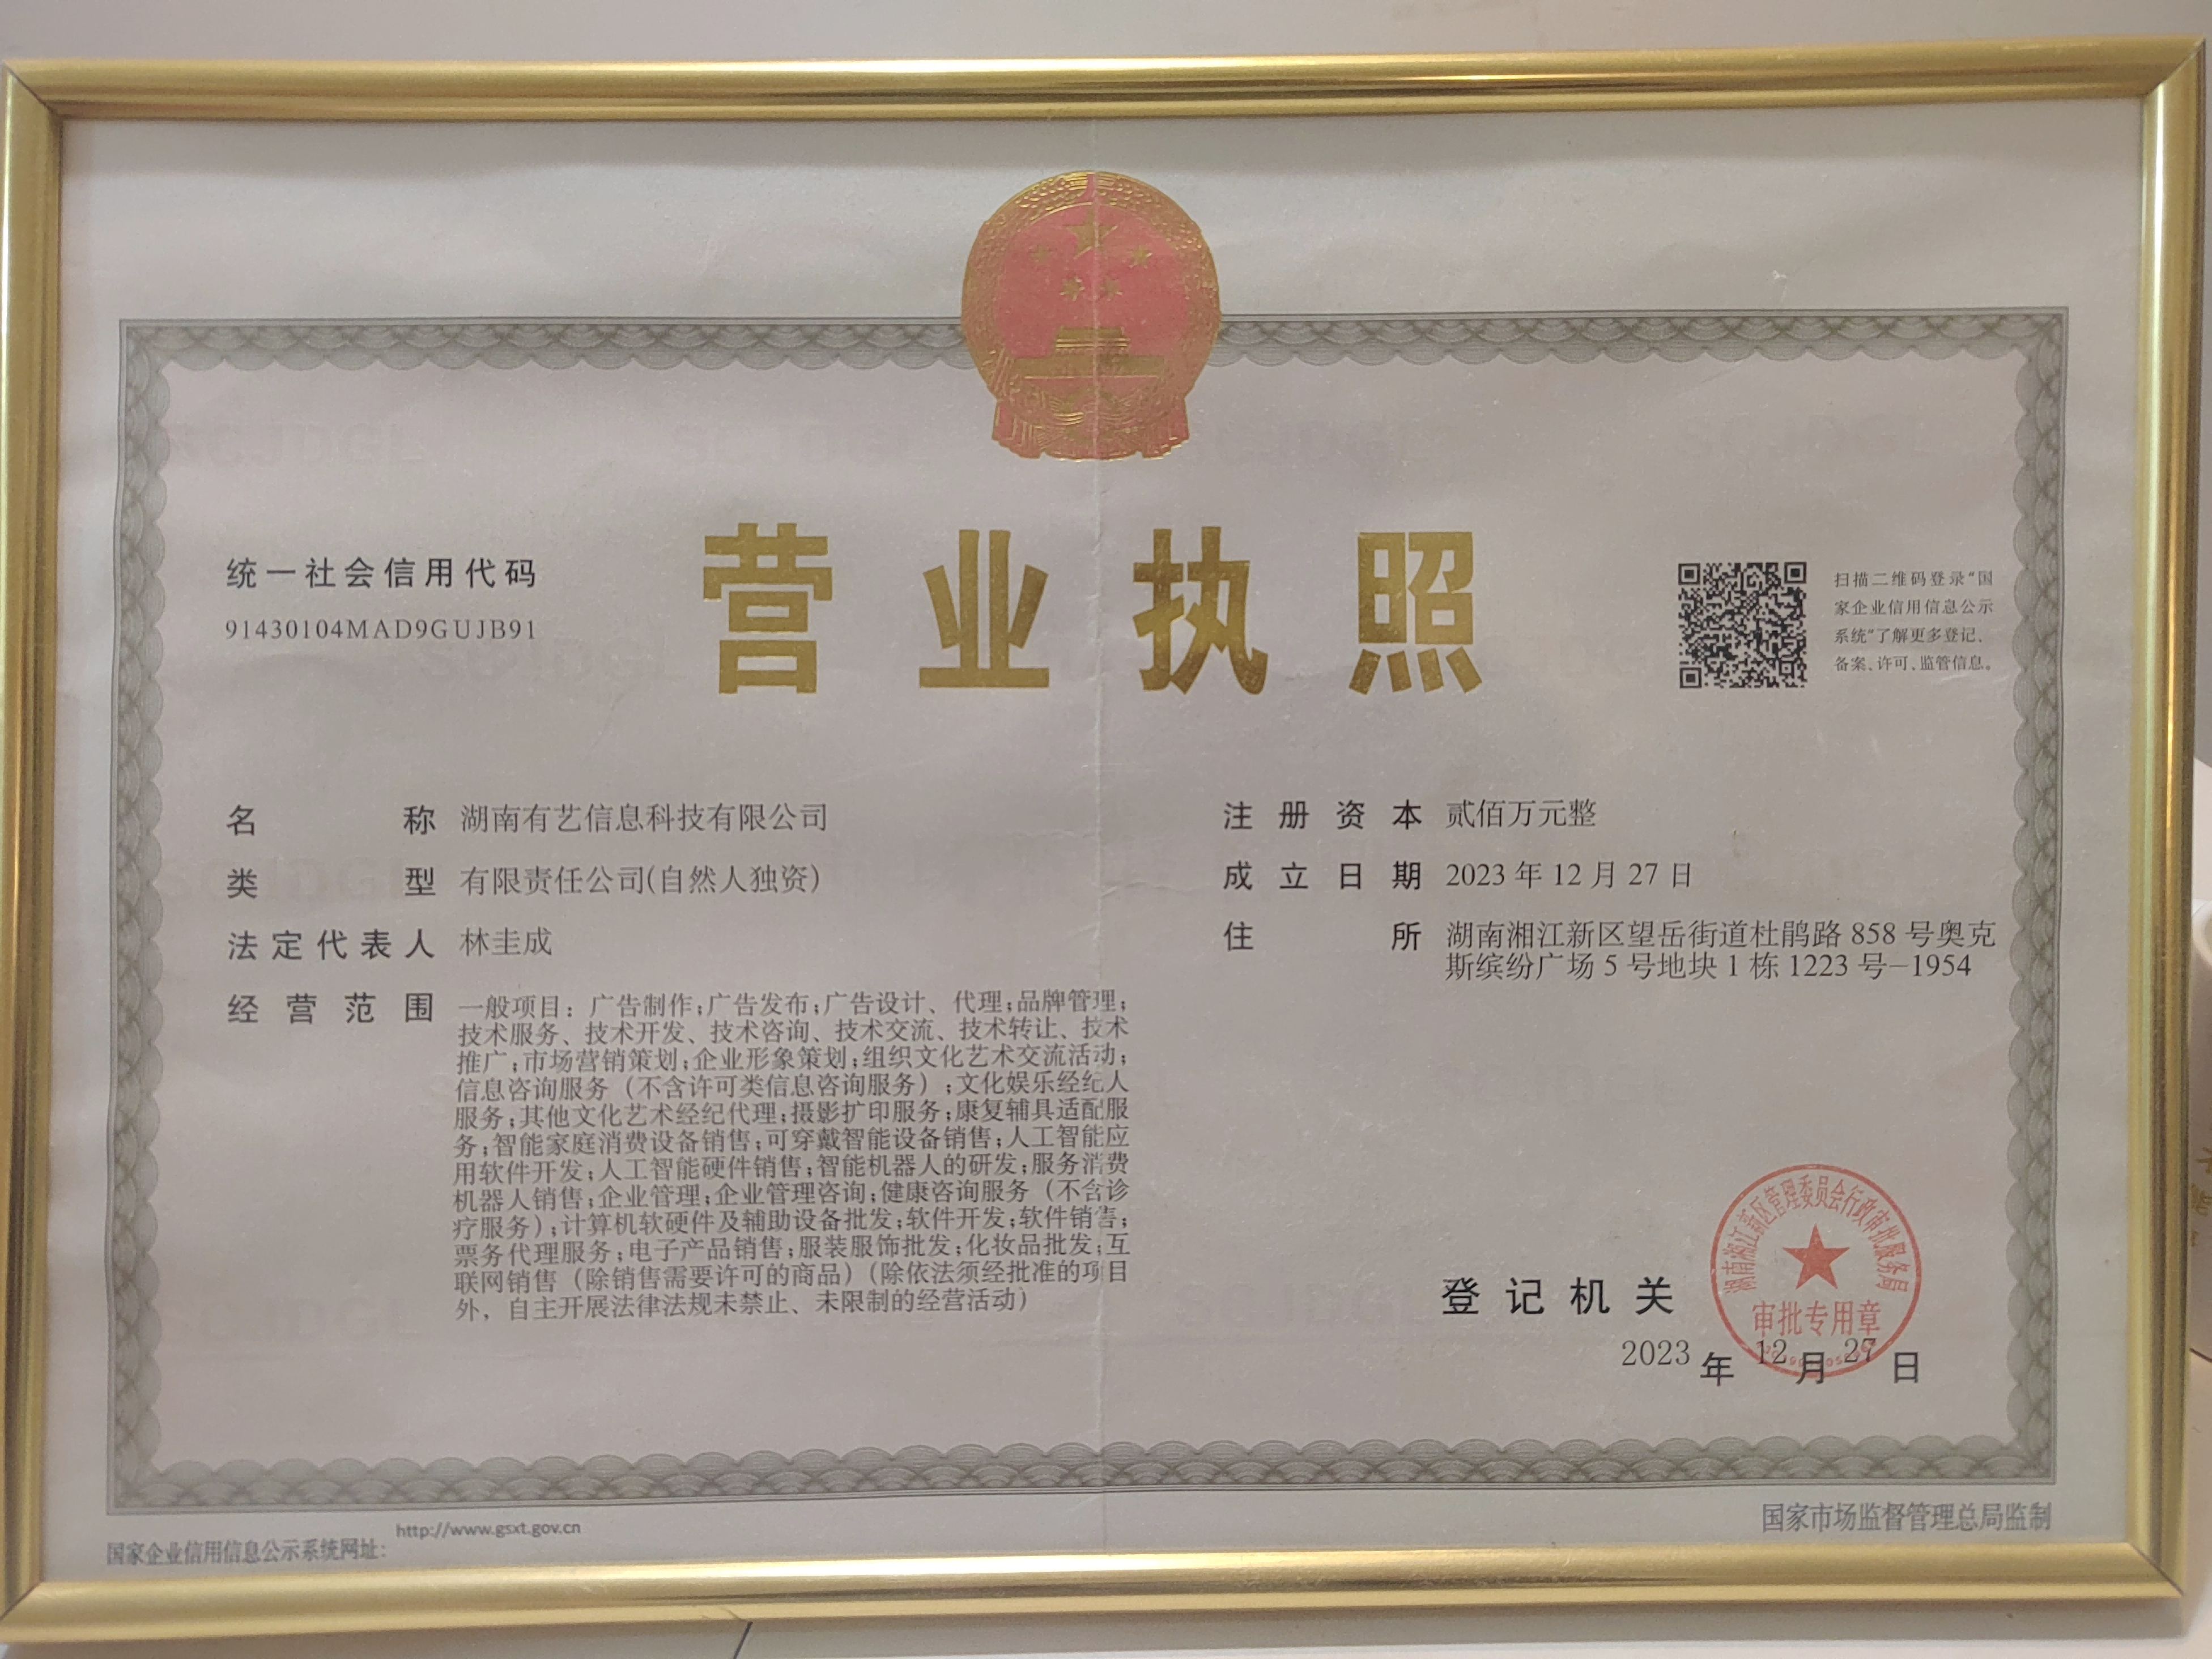 营业执照
统一社会信用代码
91430104MAD9GUJB91
扫描二维码登录“国
家企业信用信息公示
系统”了解更多登记、
备案、许可、监管信息。
名称 湖南有艺信息科技有限公司
类型 有限责任公司(自然人独资)
法定代表人 林圭成
经营范围 一般项目：广告制作;广告发布;广告设计、代理;品牌管理;
技术服务、技术开发、技术咨询、技术交流、技术转让、技术
推广;市场营销策划;企业形象策划;组织文化艺术交流活动;
信息咨询服务（不含许可类信息咨询服务）;文化娱乐经纪人
服务;其他文化艺术经纪代理;摄影扩印服务;康复辅具适配服
务;智能家庭消费设备销售;可穿戴智能设备销售;人工智能应
用软件开发;人工智能硬件销售;智能机器人的研发;服务消费
机器人销售;企业管理;企业管理咨询;健康咨询服务（不含诊
疗服务）;计算机软硬件及辅助设备批发;软件开发;软件销售;
票务代理服务;电子产品销售;服装服饰批发;化妆品批发;互
联网销售（除销售需要许可的商品）(除依法须经批准的项目
外，自主开展法律法规未禁止、未限制的经营活动）
注册资本 贰佰万元整
成立日期 2023 年 12 月 27 日
住所 湖南湘江新区望岳街道杜鹃路 858 号奥克
斯缤纷广场 5 号地块 1 栋 1223 号-1954
登记机关
湖南湘江新区管理委员会行政审批服务局
审批专用章
2023 年 12 月 27 日
http://www.gsxt.gov.cn
国家企业信用信息公示系统网址:
国家市场监督管理总局监制